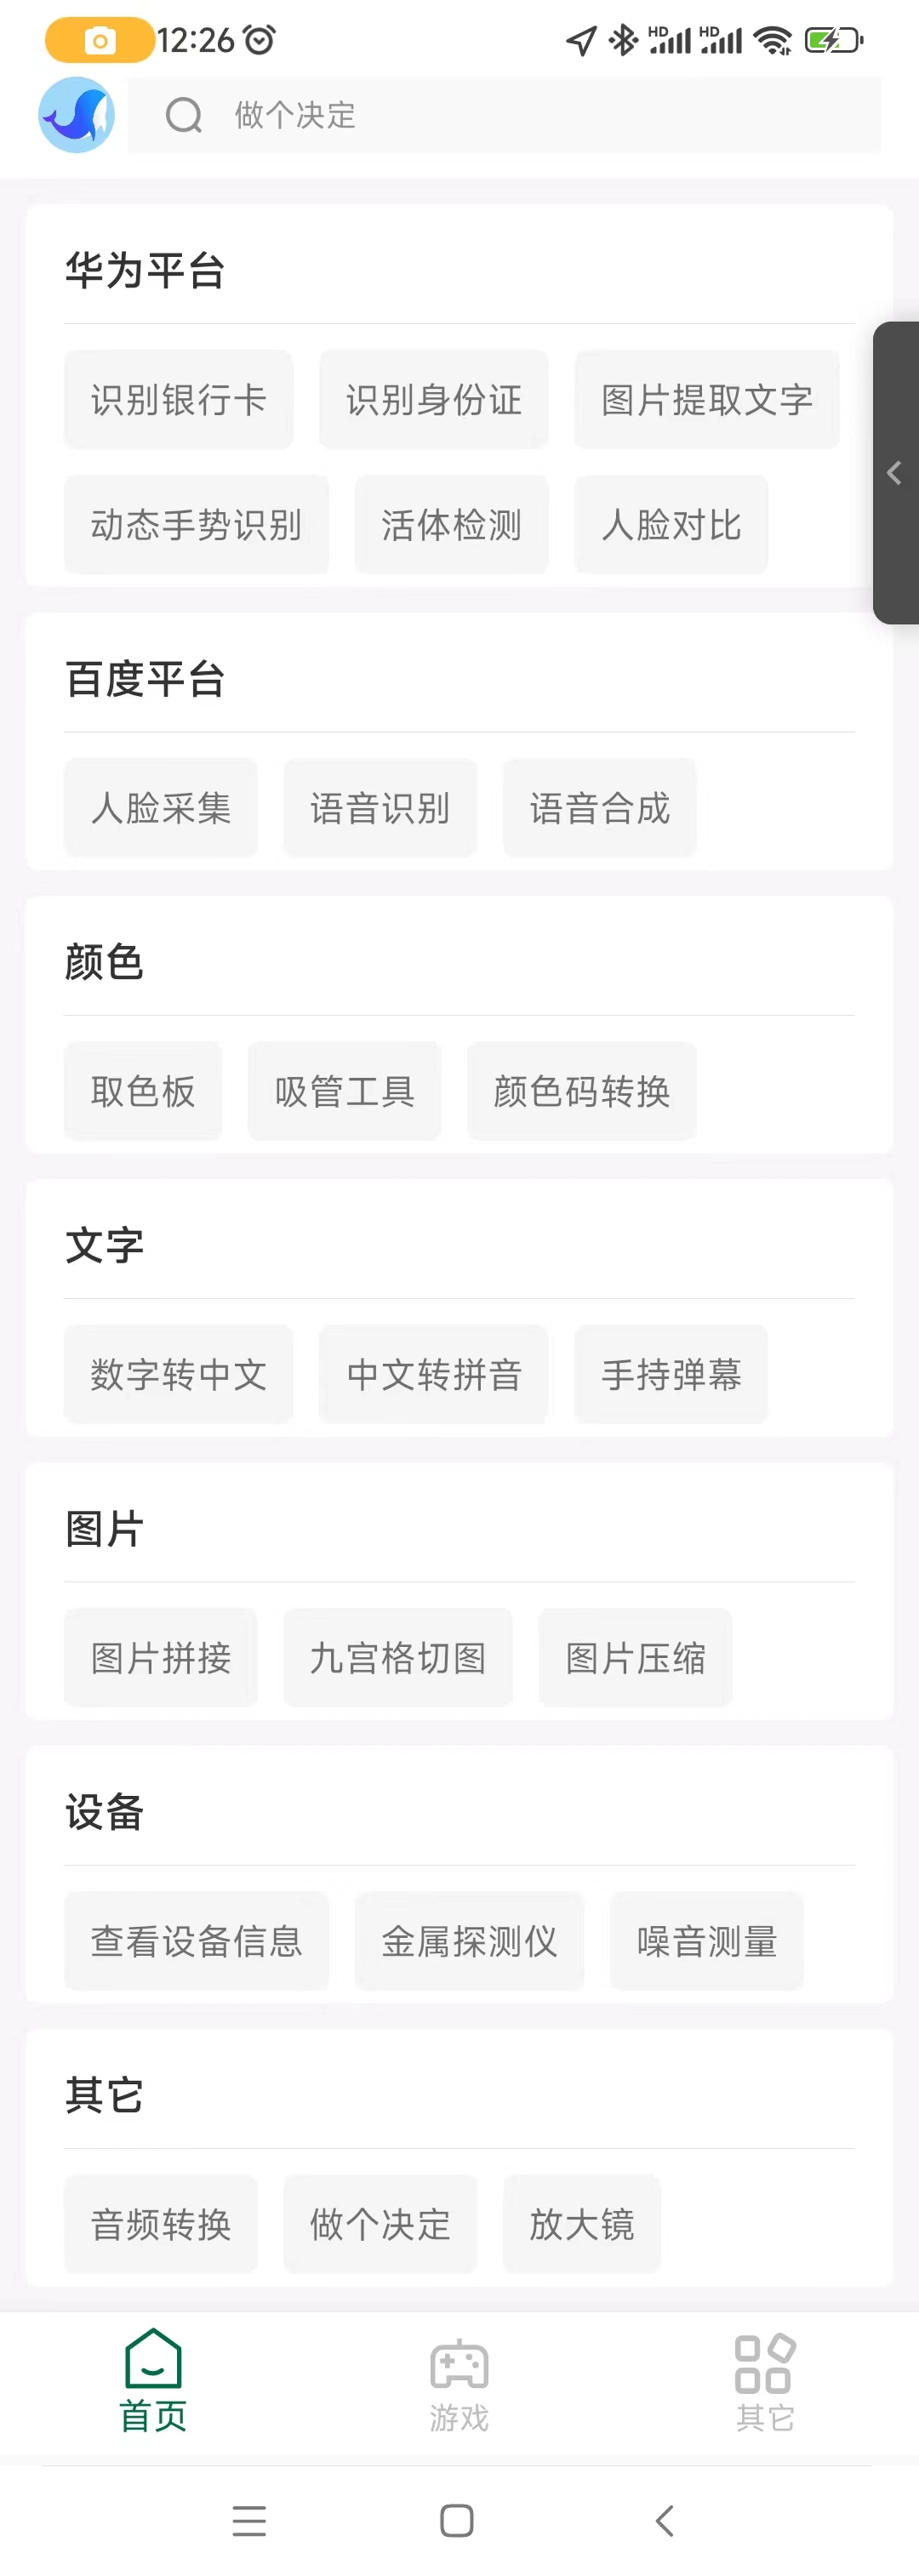 12:26
HD HD
做个决定
华为平台
识别银行卡 识别身份证 图片提取文字
动态手势识别 活体检测 人脸对比
百度平台
人脸采集 语音识别 语音合成
颜色
取色板 吸管工具 颜色码转换
文字
数字转中文 中文转拼音 手持弹幕
图片
图片拼接 九宫格切图 图片压缩
设备
查看设备信息 金属探测仪 噪音测量
其它
音频转换 做个决定 放大镜
首页 游戏 其它